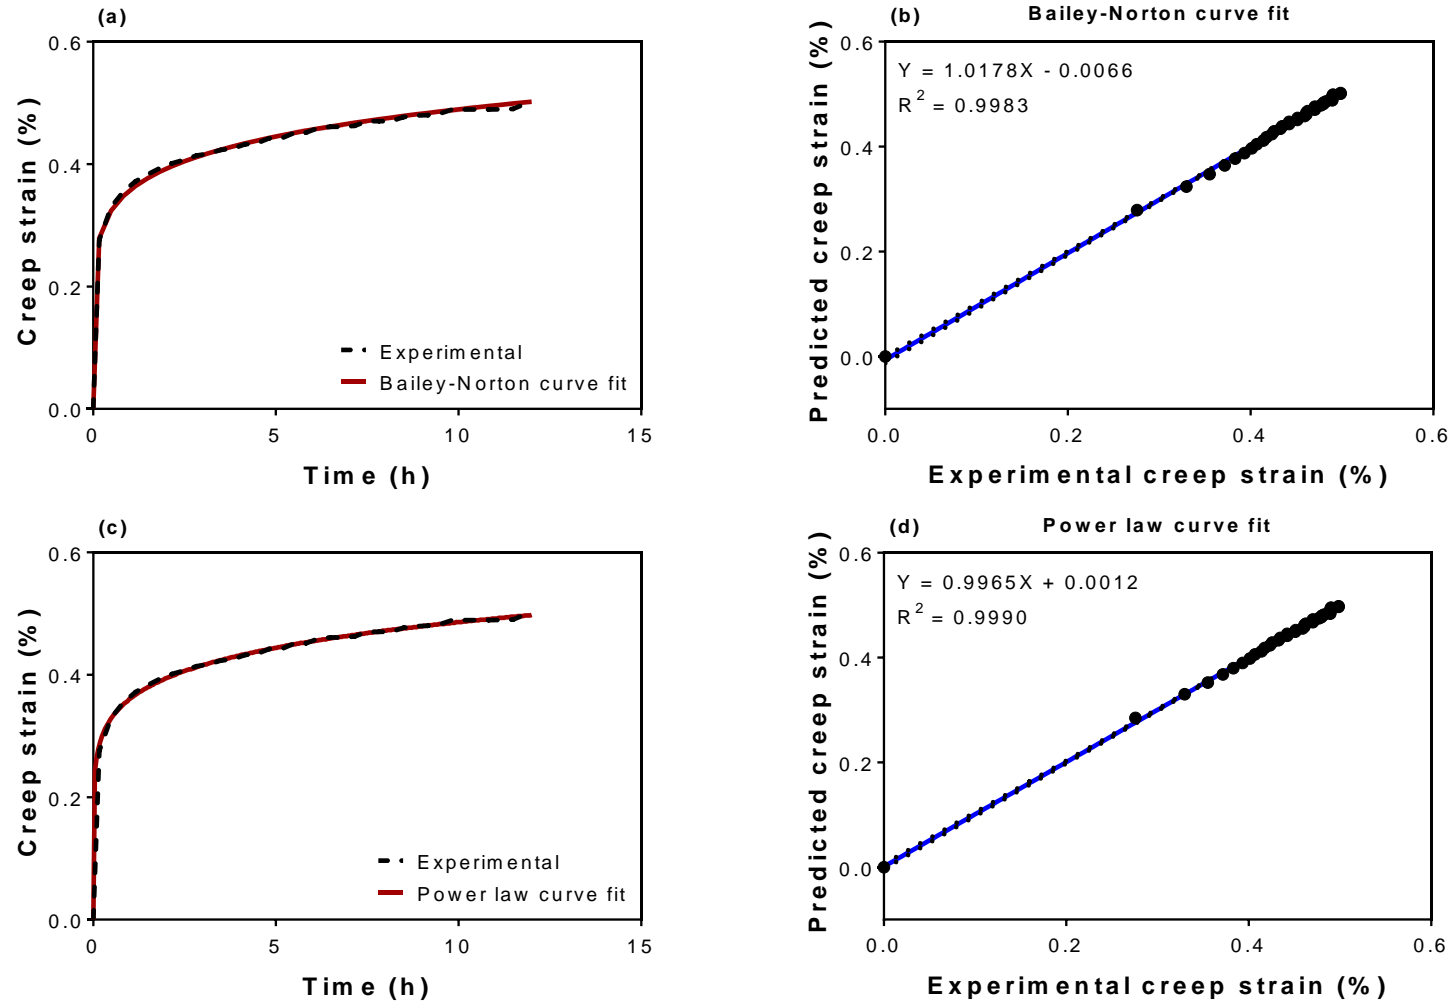 (a)
0.6
0.4
0.2
0.0
Creep strain (%)
Experimental
Bailey-Norton curve fit
0 5 10 15
Time (h)
(b)
Bailey-Norton curve fit
Y = 1.0178X - 0.0066
R² = 0.9983
0.6
0.4
0.2
0.0
Predicted creep strain (%)
0.0 0.2 0.4 0.6
Experimental creep strain (%)
(c)
0.6
0.4
0.2
0.0
Creep strain (%)
Experimental
Power law curve fit
0 5 10 15
Time (h)
(d)
Power law curve fit
Y = 0.9965X + 0.0012
R² = 0.9990
0.6
0.4
0.2
0.0
Predicted creep strain (%)
0.0 0.2 0.4 0.6
Experimental creep strain (%)